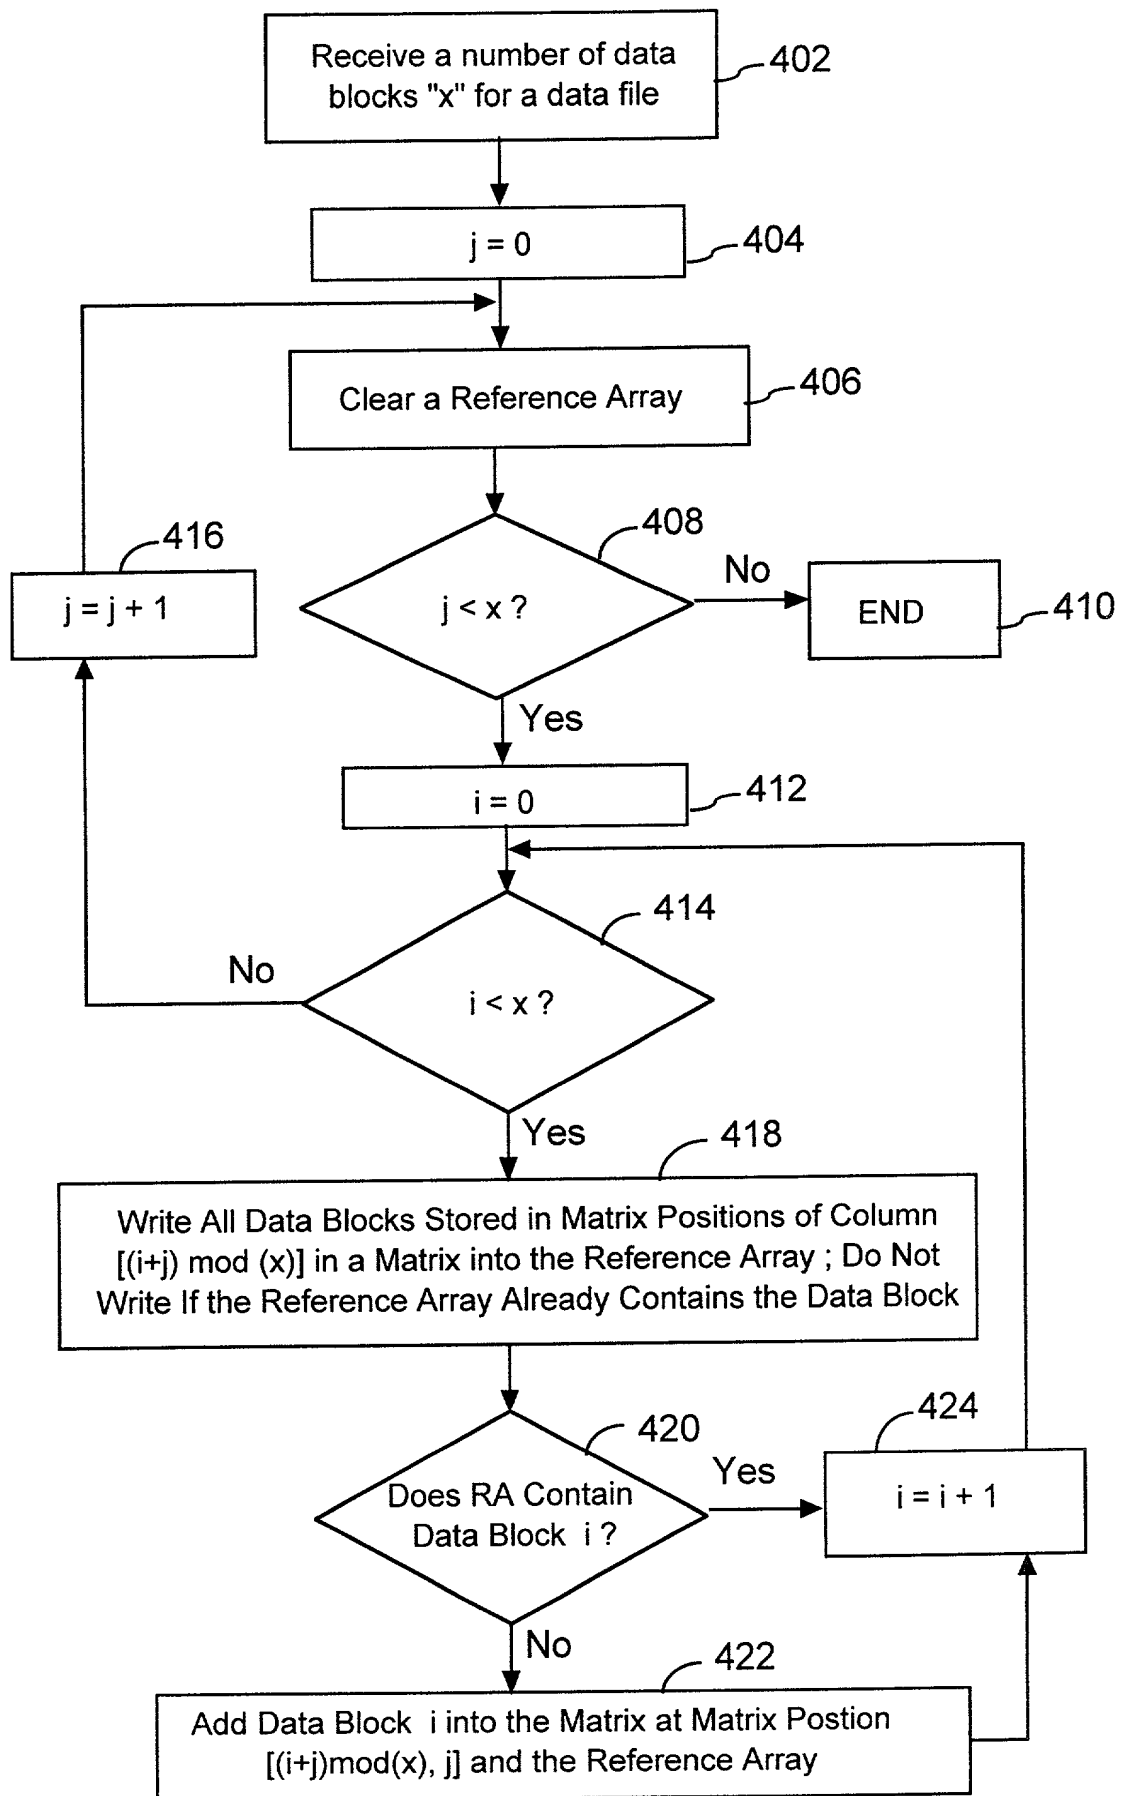 Receive a number of data
blocks "x" for a data file
402
j = 0
404
Clear a Reference Array
406
416
408
j = j + 1
j < x ?
No
END
410
Yes
i = 0
412
414
No
i < x ?
Yes
418
Write All Data Blocks Stored in Matrix Positions of Column
[(i+j) mod (x)] in a Matrix into the Reference Array ; Do Not
Write If the Reference Array Already Contains the Data Block
420
424
Does RA Contain
Data Block i ?
Yes
i = i + 1
No
422
Add Data Block i into the Matrix at Matrix Postion
[(i+j)mod(x), j] and the Reference Array